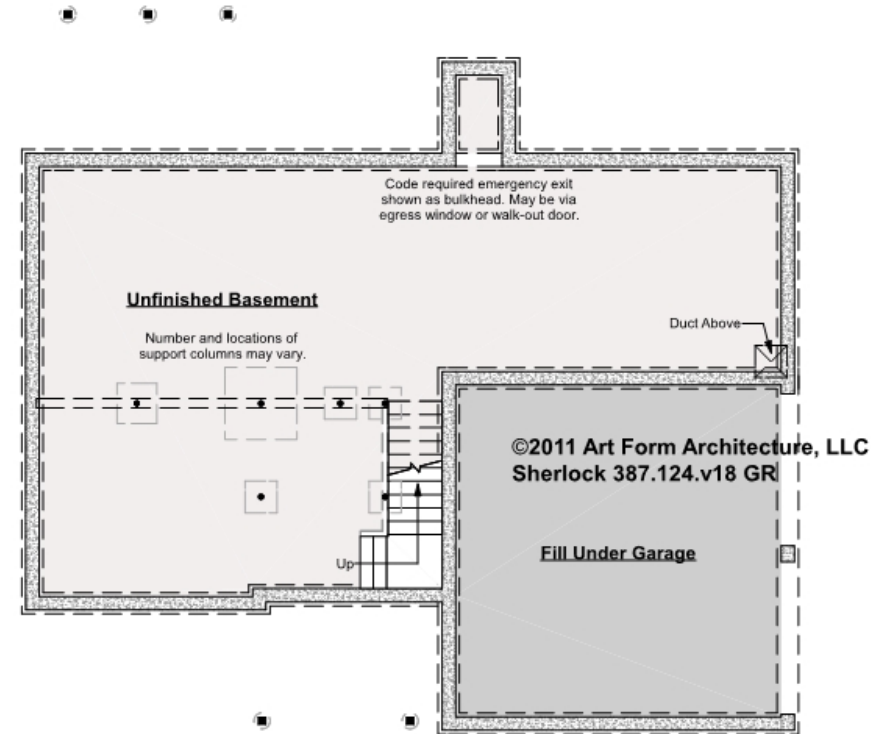 Code required emergency exit
shown as bulkhead. May be via
egress window or walk-out door.
Unfinished Basement
Number and locations of
support columns may vary.
Duct Above
©2011 Art Form Architecture, LLC
Sherlock 387.124.v18 GR
Fill Under Garage
Up